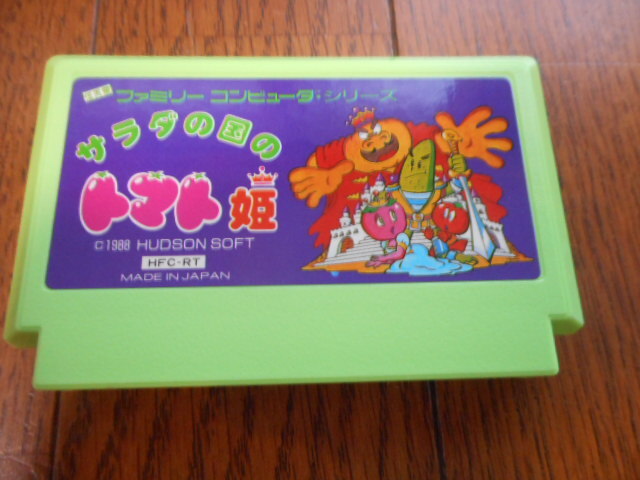 ファミリー コンピュータ・シリーズ
サラダの国の
トマト姫
©1988 HUDSON SOFT
HFC-RT
MADE IN JAPAN